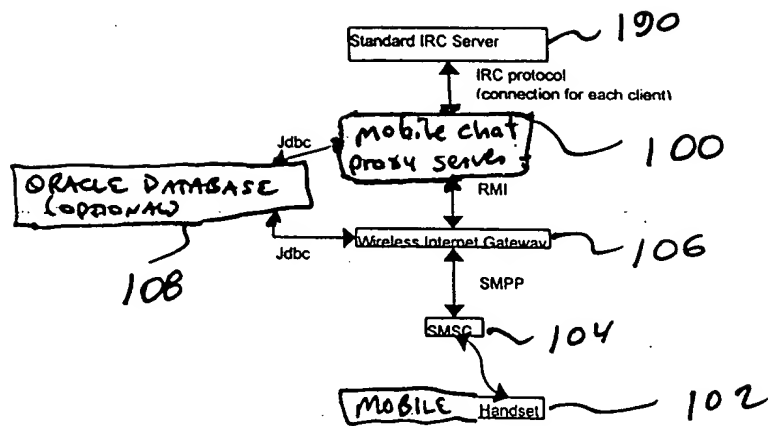 Standard IRC Server
190
IRC protocol
(connection for each client)
Jdbc
mobile chat
proxy server
100
ORACLE DATABASE
(OPTIONAL)
RMI
108
Jdbc
Wireless Internet Gateway
106
SMPP
SMSC
104
MOBILE Handset
102